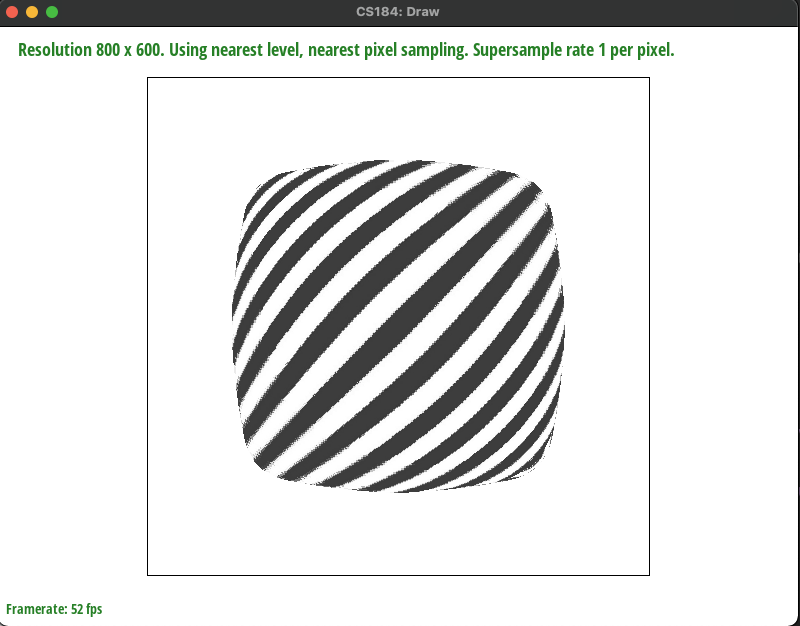 CS184: Draw
Resolution 800 x 600. Using nearest level, nearest pixel sampling. Supersample rate 1 per pixel.
Framerate: 52 fps